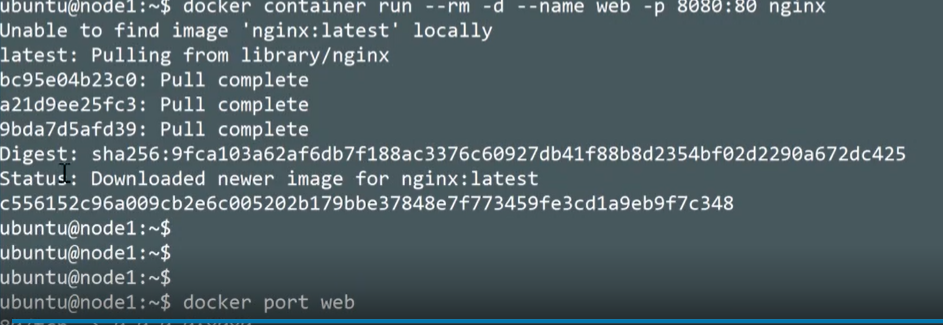 ubuntu@node1:~$ docker container run --rm -d --name web -p 8080:80 nginx
Unable to find image 'nginx:latest' locally
latest: Pulling from library/nginx
bc95e04b23c0: Pull complete
a21d9ee25fc3: Pull complete
9bda7d5afd39: Pull complete
Digest: sha256:9fca103a62af6db7f188ac3376c60927db41f88b8d2354bf02d2290a672dc425
Status: Downloaded newer image for nginx:latest
c556152c96a009cb2e6c005202b179bbe37848e7f773459fe3cd1a9eb9f7c348
ubuntu@node1:~$
ubuntu@node1:~$
ubuntu@node1:~$
ubuntu@node1:~$ docker port web